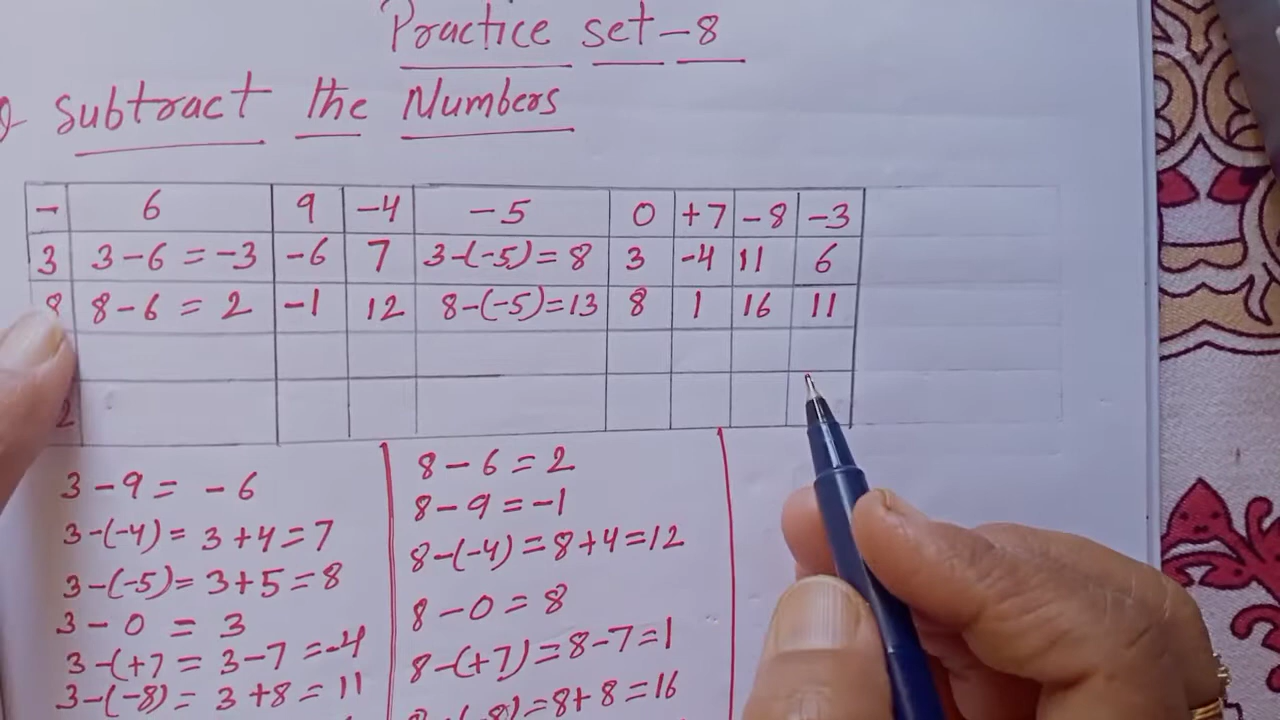 Practice set-8
Subtract the Numbers
- 6 9 -4 -5 0 +7 -8 -3
3 3-6 = -3 -6 7 3-(-5)= 8 3 -4 11 6
8 8-6 = 2 -1 12 8-(-5)=13 8 1 16 11
2
3-9 = -6
3-(-4)= 3+4=7
3-(-5)= 3+5=8
3-0 = 3
3-(+7 = 3-7 =-4
3-(-8)= 3+8=11
8-6=2
8-9=-1
8-(-4)=8+4=12
8-0=8
8-(+7)=8-7=1
8)=8+8=16